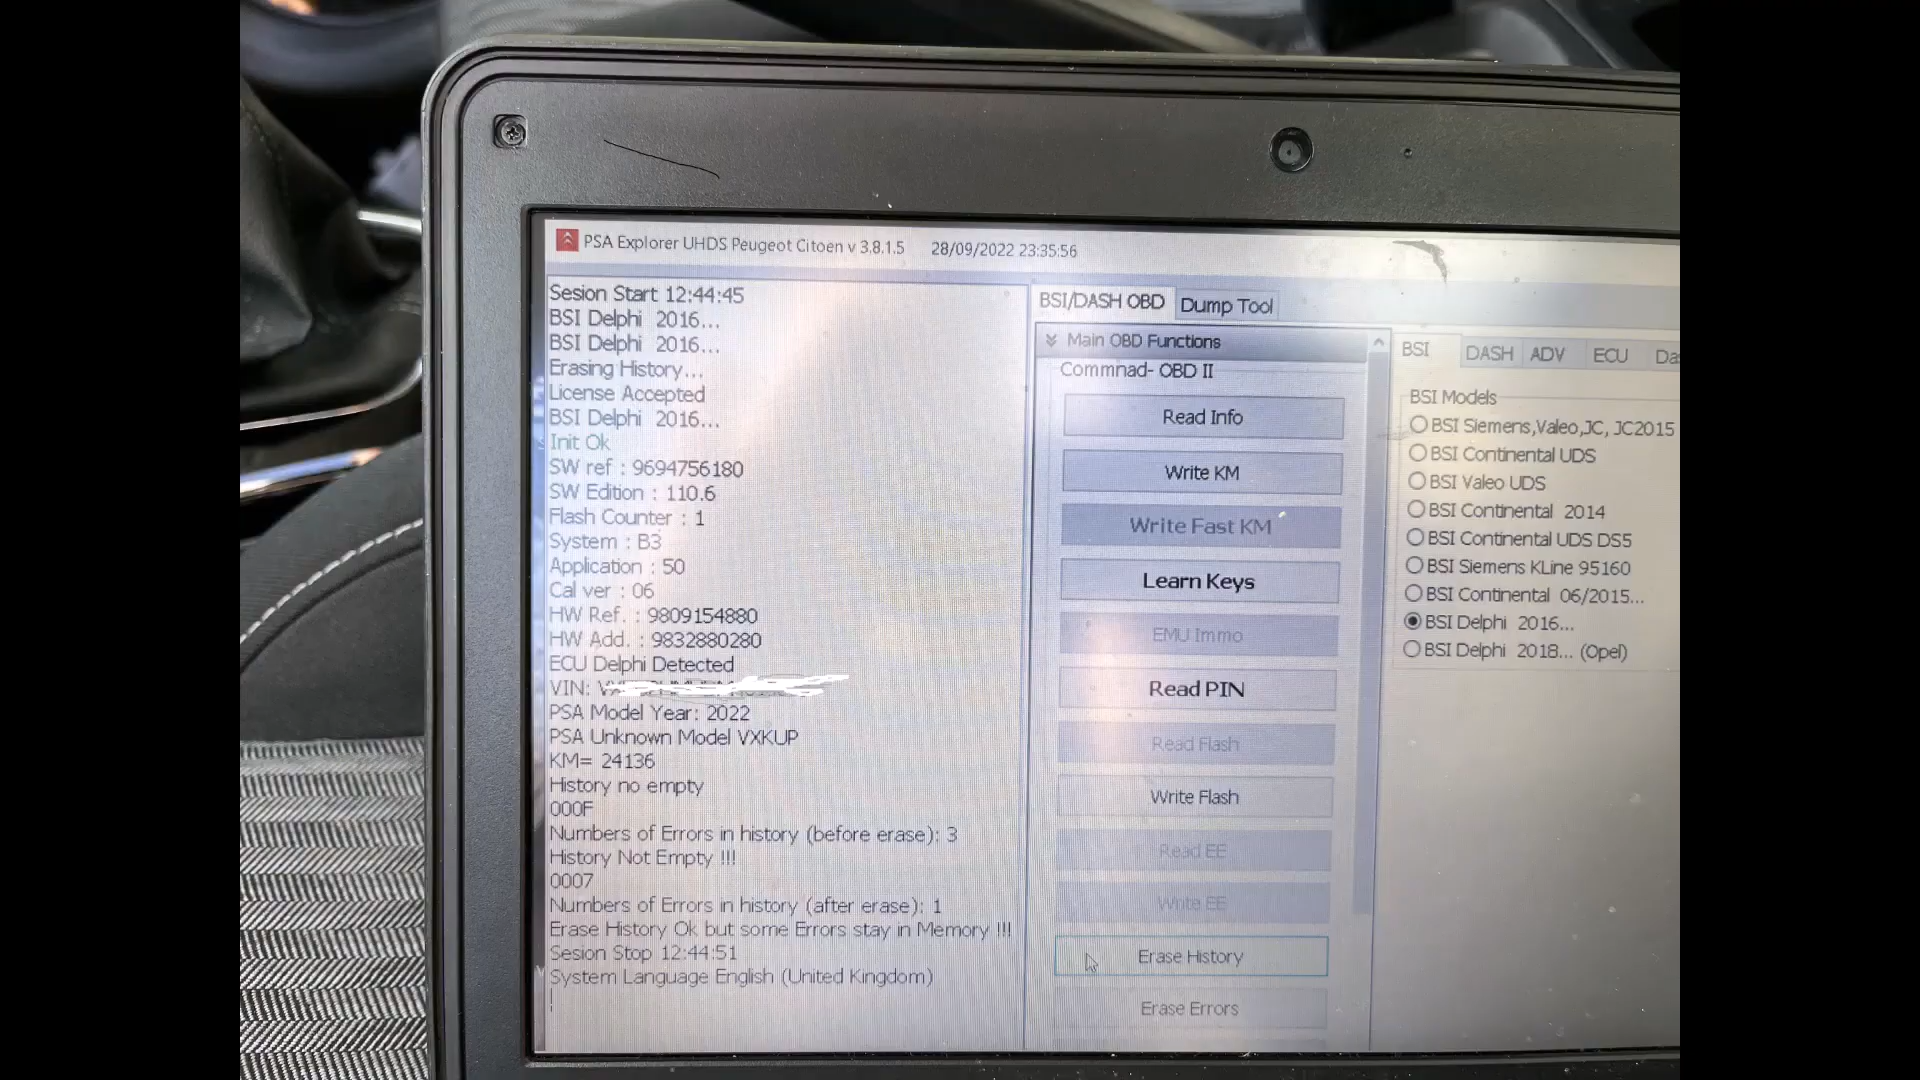 PSA Explorer UHDS Peugeot Citoen v 3.8.1.5 28/09/2022 23:35:56
Sesion Start 12:44:45
BSI Delphi 2016...
BSI Delphi 2016...
Erasing History...
License Accepted
BSI Delphi 2016...
Init Ok
SW ref : 9694756180
SW Edition : 110.6
Flash Counter : 1
System : B3
Application : 50
Cal ver : 06
HW Ref. : 9809154880
HW Add. : 9832880280
ECU Delphi Detected
VIN:
PSA Model Year: 2022
PSA Unknown Model VXKUP
KM= 24136
History no empty
000F
Numbers of Errors in history (before erase): 3
History Not Empty !!!
0007
Numbers of Errors in history (after erase): 1
Erase History Ok but some Errors stay in Memory !!!
Sesion Stop 12:44:51
System Language English (United Kingdom)
BSI/DASH OBD
Dump Tool
Main OBD Functions
Commnad- OBD II
Read Info
Write KM
Write Fast KM
Learn Keys
EMU Immo
Read PIN
Read Flash
Write Flash
Read EE
Write EE
Erase History
Erase Errors
BSI DASH ADV ECU
BSI Models
BSI Siemens,Valeo,JC, JC2015
BSI Continental UDS
BSI Valeo UDS
BSI Continental 2014
BSI Continental UDS DS5
BSI Siemens KLine 95160
BSI Continental 06/2015...
BSI Delphi 2016...
BSI Delphi 2018... (Opel)